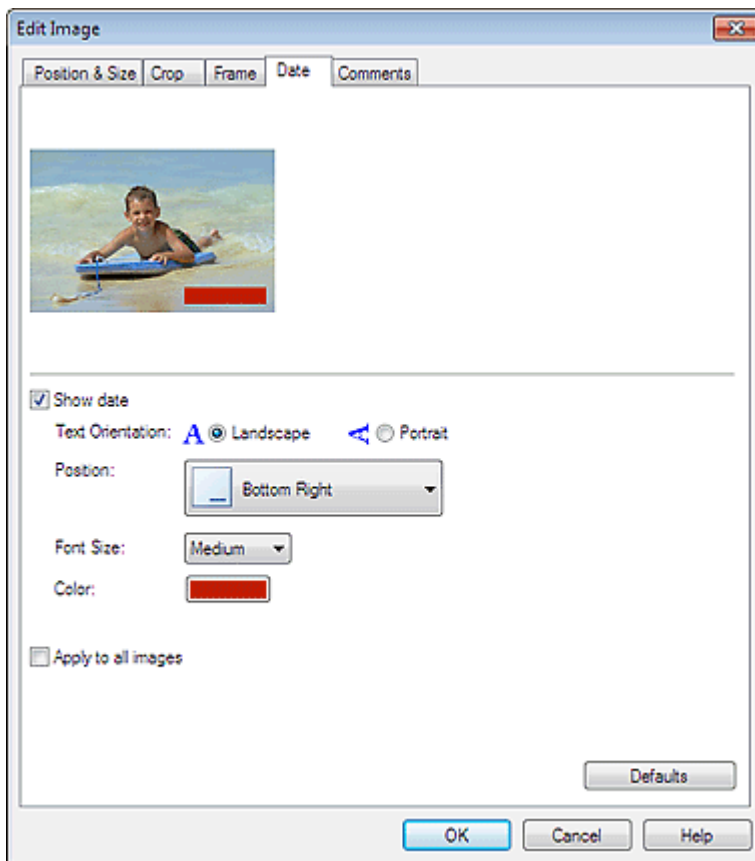 Edit Image
Position & Size Crop Frame Date Comments
Show date
Text Orientation: A Landscape A Portrait
Position: Bottom Right
Font Size: Medium
Color:
Apply to all images
Defaults
OK Cancel Help